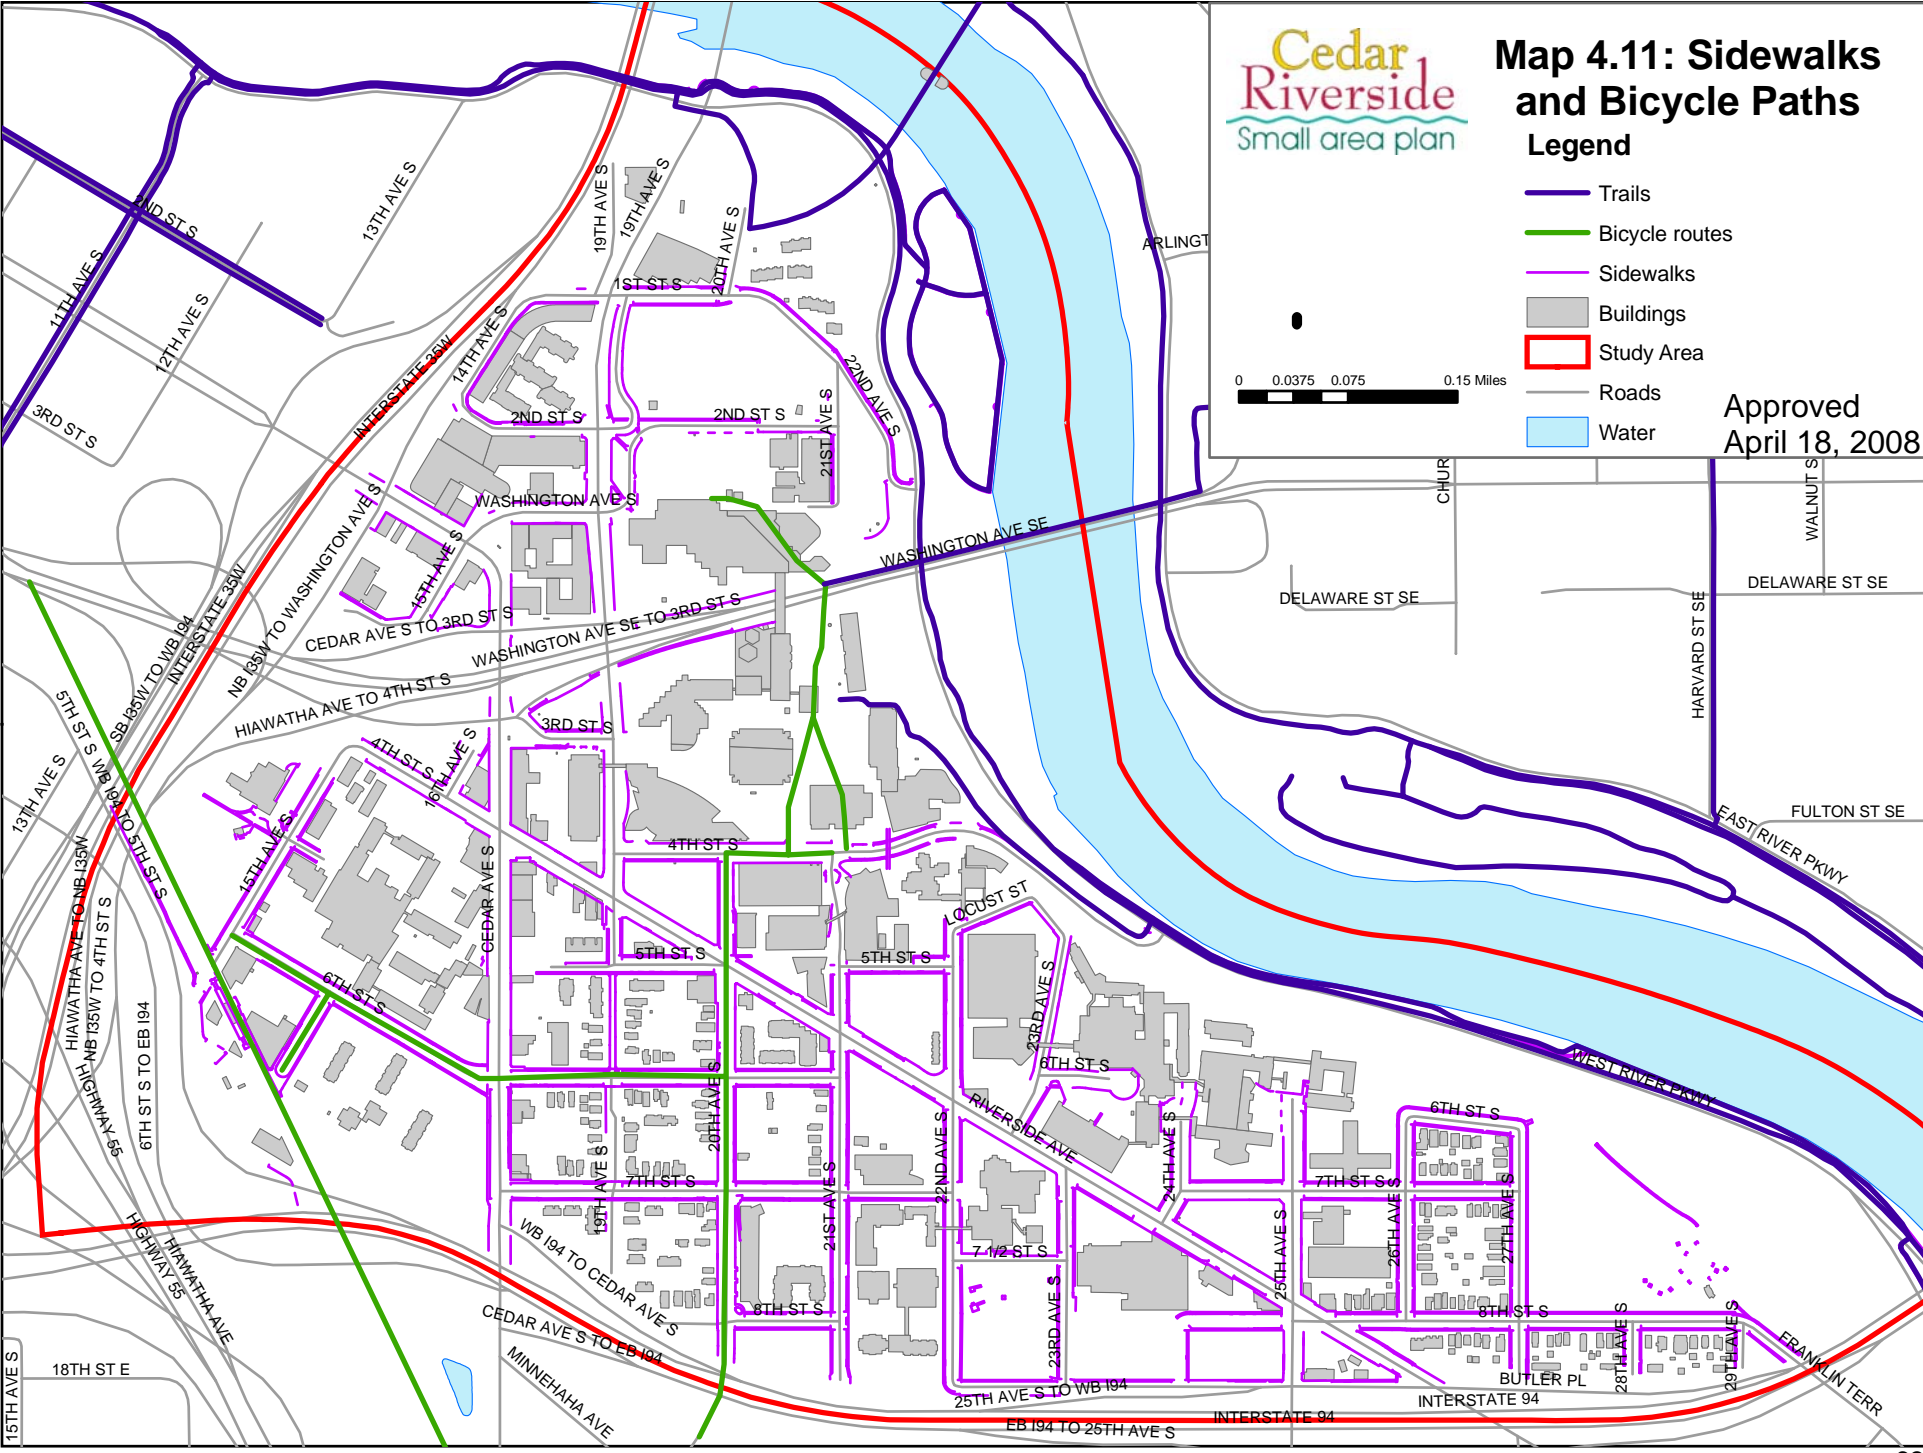 Cedar
Riverside
Small area plan
Map 4.11: Sidewalks
and Bicycle Paths
Legend
Trails
Bicycle routes
Sidewalks
Buildings
Study Area
Roads
Water
0 0.0375 0.075 0.15 Miles
Approved
April 18, 2008
2ND ST S
11TH AVE S
12TH AVE S
13TH AVE S
3RD ST S
19TH AVE S
19TH AVE S
20TH AVE S
1ST ST S
14TH AVE S
INTERSTATE 35W
2ND ST S
2ND ST S
21ST AVE S
22ND AVE S
WASHINGTON AVE S
WASHINGTON AVE SE
ARLINGT
CHUR
WALNUT S
DELAWARE ST SE
DELAWARE ST SE
HARVARD ST SE
FULTON ST SE
EAST RIVER PKWY
15TH AVE S
NB I35W TO WASHINGTON AVE S
CEDAR AVE S TO 3RD ST S
WASHINGTON AVE SE TO 3RD ST S
HIAWATHA AVE TO 4TH ST S
SB I35W TO WB I94
INTERSTATE 35W
5TH ST S
WB I94 TO 5TH ST S
13TH AVE S
3RD ST S
4TH ST S
16TH AVE S
15TH AVE S
CEDAR AVE S
4TH ST S
LOCUST ST
5TH ST S
5TH ST S
6TH ST S
HIAWATHA AVE TO NB I35W
NB I35W TO 4TH ST S
6TH ST S TO EB I94
HIGHWAY 55
HIGHWAY 55
HIAWATHA AVE
23RD AVE S
6TH ST S
RIVERSIDE AVE
20TH AVE S
19TH AVE S
7TH ST S
21ST AVE S
22ND AVE S
24TH AVE S
7TH ST S
6TH ST S
WEST RIVER PKWY
25TH AVE S
26TH AVE S
27TH AVE S
7 1/2 ST S
8TH ST S
8TH ST S
23RD AVE S
28TH AVE S
29TH AVE S
FRANKLIN TERR
BUTLER PL
WB I94 TO CEDAR AVE S
CEDAR AVE S TO EB I94
MINNEHAHA AVE
18TH ST E
15TH AVE S
25TH AVE S TO WB I94
EB I94 TO 25TH AVE S
INTERSTATE 94
INTERSTATE 94